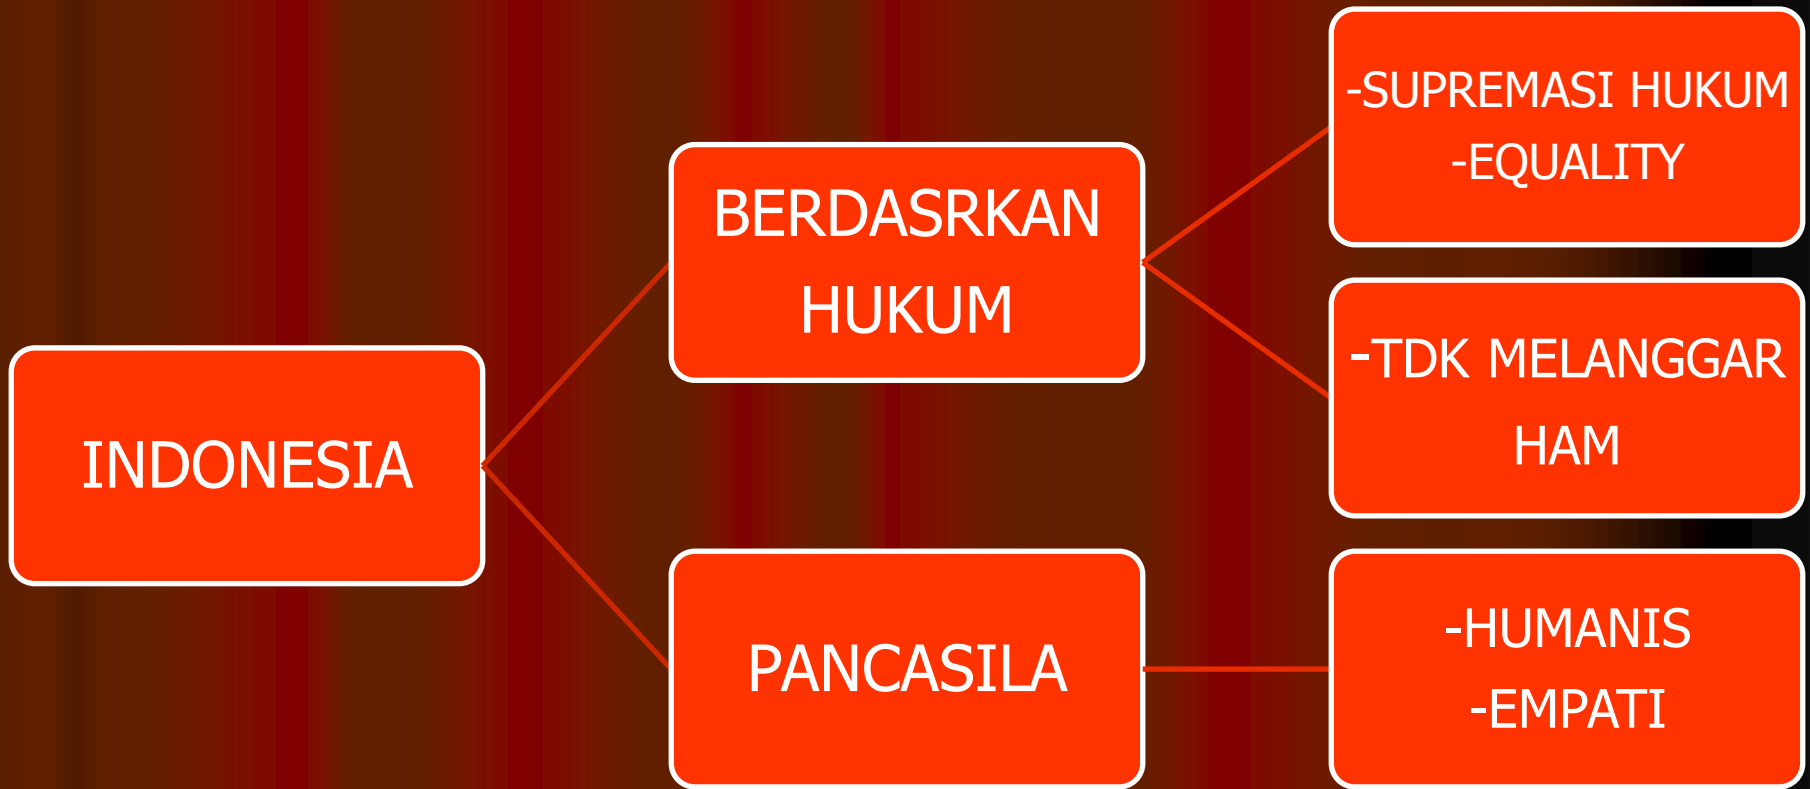 INDONESIA
BERDASRKAN
HUKUM
-SUPREMASI HUKUM
-EQUALITY
-TDK MELANGGAR
HAM
PANCASILA
-HUMANIS
-EMPATI